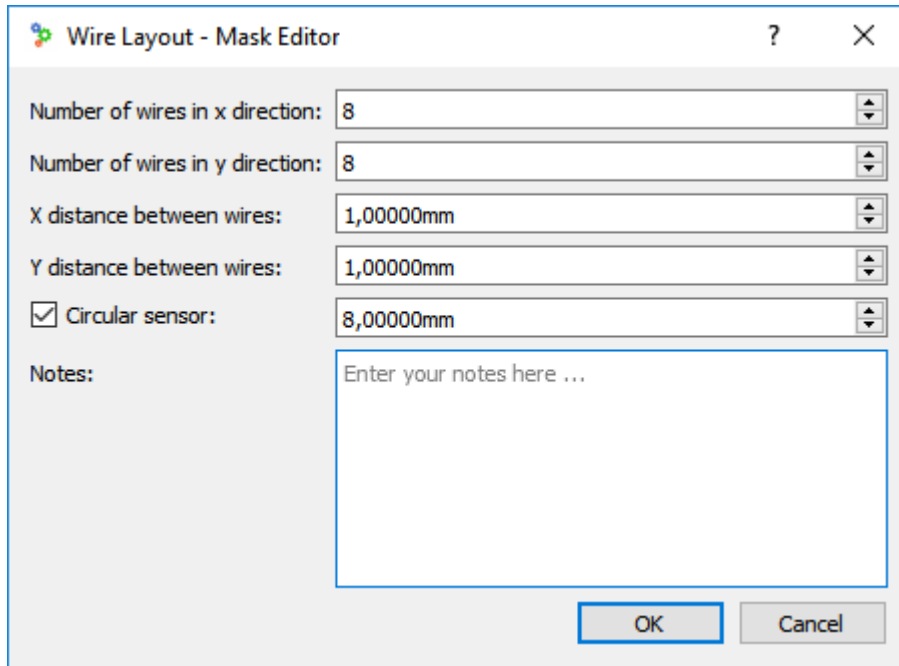 Wire Layout - Mask Editor ?
Number of wires in x direction: 8
Number of wires in y direction: 8
X distance between wires: 1,00000mm
Y distance between wires: 1,00000mm
Circular sensor: 8,00000mm
Notes: Enter your notes here ...
OK Cancel